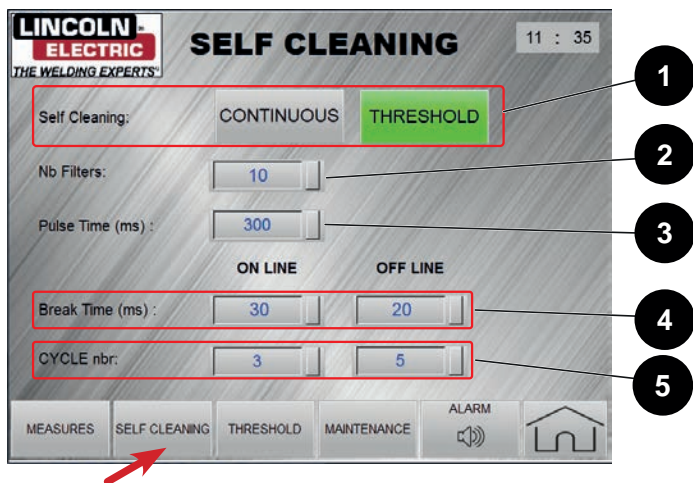 LINCOLN
ELECTRIC
THE WELDING EXPERTS®
SELF CLEANING
11 : 35
1
Self Cleaning: CONTINUOUS THRESHOLD
2
Nb Filters: 10
3
Pulse Time (ms) : 300
ON LINE OFF LINE
Break Time (ms) : 30 20
4
CYCLE nbr: 3 5
5
MEASURES SELF CLEANING THRESHOLD MAINTENANCE ALARM